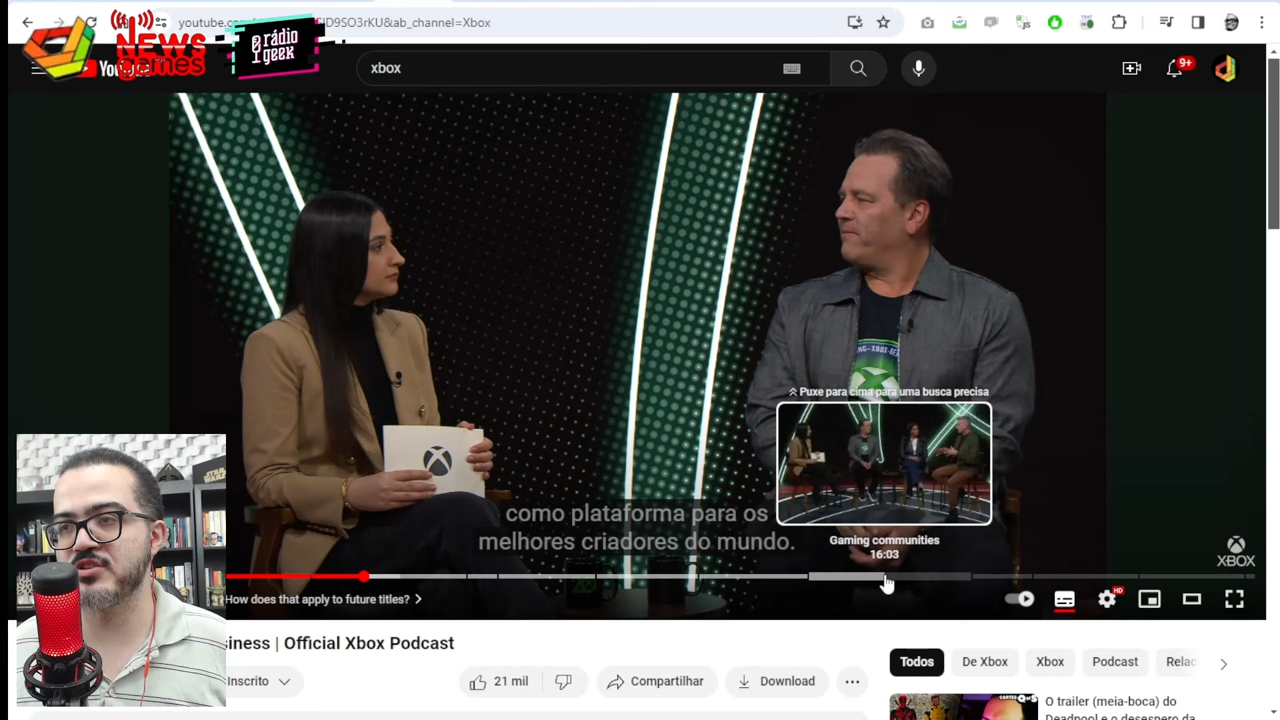 youtube.co
D9SO3rKU&ab_channel=Xbox
NEWS
games
rádio
geek
xbox
9+
Puxe para cima para uma busca precisa
como plataforma para os
melhores criadores do mundo.
Gaming communities
16:03
XBOX
STAR
How does that apply to future titles?
HD
siness | Official Xbox Podcast
Inscrito
21 mil
Compartilhar
Download
Todos
De Xbox
Xbox
Podcast
Relac
O trailer (meia-boca) do
Deadpool e o desespero da